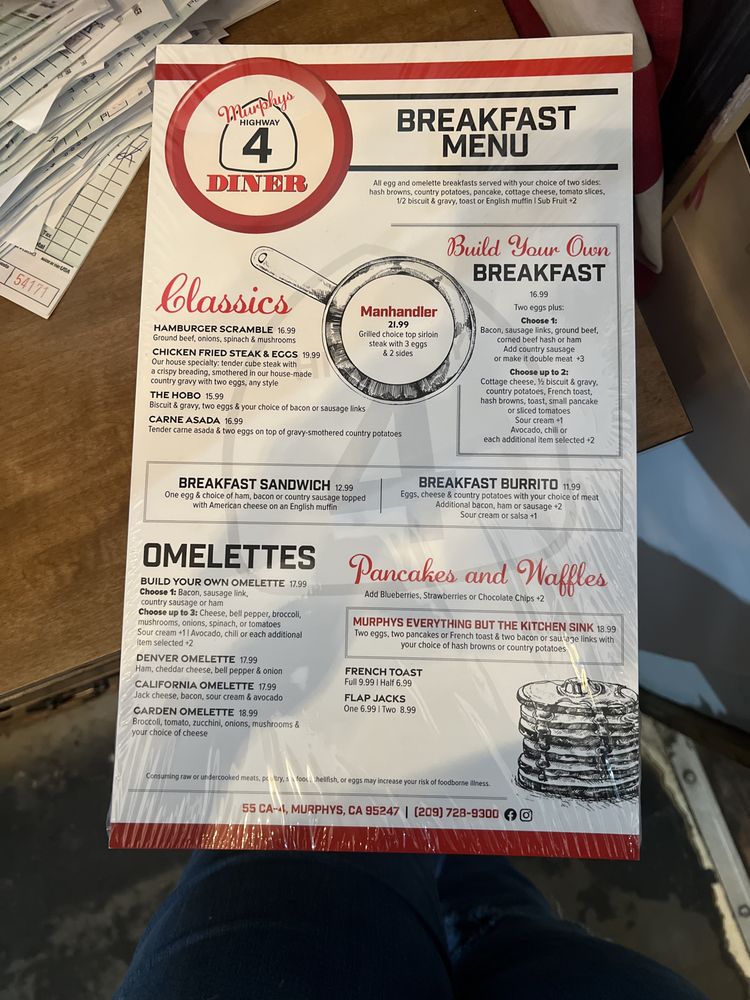 Murphys
HIGHWAY
4
DINER
BREAKFAST
MENU
All egg and omelette breakfasts served with your choice of two sides:
hash browns, country potatoes, pancake, cottage cheese, tomato slices,
1/2 biscuit & gravy, toast or English muffin | Sub Fruit +2
Build Your Own
BREAKFAST
16.99
Two eggs plus:
Choose 1:
Bacon, sausage links, ground beef,
corned beef hash or ham
Add country sausage
or make it double meat +3
Choose up to 2:
Cottage cheese, ½ biscuit & gravy,
country potatoes, French toast,
hash browns, toast, small pancake
or sliced tomatoes
Sour cream +1
Avocado, chili or
each additional item selected +2
Manhandler
21.99
Grilled choice top sirloin
steak with 3 eggs
& 2 sides
Classics
HAMBURGER SCRAMBLE 16.99
Ground beef, onions, spinach & mushrooms
CHICKEN FRIED STEAK & EGGS 19.99
Our house specialty: tender cube steak with
a crispy breading, smothered in our house-made
country gravy with two eggs, any style
THE HOBO 15.99
Biscuit & gravy, two eggs & your choice of bacon or sausage links
CARNE ASADA 16.99
Tender carne asada & two eggs on top of gravy-smothered country potatoes
BREAKFAST SANDWICH 12.99
One egg & choice of ham, bacon or country sausage topped
with American cheese on an English muffin
BREAKFAST BURRITO 11.99
Eggs, cheese & country potatoes with your choice of meat
Additional bacon, ham or sausage +2
Sour cream or salsa +1
OMELETTES
BUILD YOUR OWN OMELETTE 17.99
Choose 1: Bacon, sausage link,
country sausage or ham
Choose up to 3: Cheese, bell pepper, broccoli,
mushrooms, onions, spinach, or tomatoes
Sour cream +1 | Avocado, chili or each additional
item selected +2
DENVER OMELETTE 17.99
Ham, cheddar cheese, bell pepper & onion
CALIFORNIA OMELETTE 17.99
Jack cheese, bacon, sour cream & avocado
GARDEN OMELETTE 18.99
Broccoli, tomato, zucchini, onions, mushrooms &
your choice of cheese
Pancakes and Waffles
Add Blueberries, Strawberries or Chocolate Chips +2
MURPHYS EVERYTHING BUT THE KITCHEN SINK 18.99
Two eggs, two pancakes or French toast & two bacon or sausage links with
your choice of hash browns or country potatoes
FRENCH TOAST
Full 9.99 | Half 6.99
FLAP JACKS
One 6.99 | Two 8.99
Consuming raw or undercooked meats, poultry, seafood, shellfish, or eggs may increase your risk of foodborne illness.
55 CA-4, MURPHYS, CA 95247 | (209) 728-9300
54171